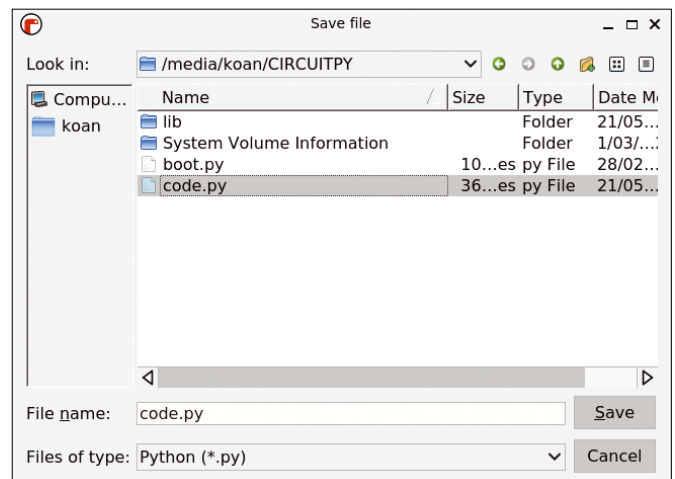 Save file
Look in: /media/koan/CIRCUITPY
Compu...
koan
Name Size Type Date Mo
lib Folder 21/05...
System Volume Information Folder 1/03/...
boot.py 10...es py File 28/02...
code.py 36...es py File 21/05...
File name: code.py Save
Files of type: Python (*.py) Cancel